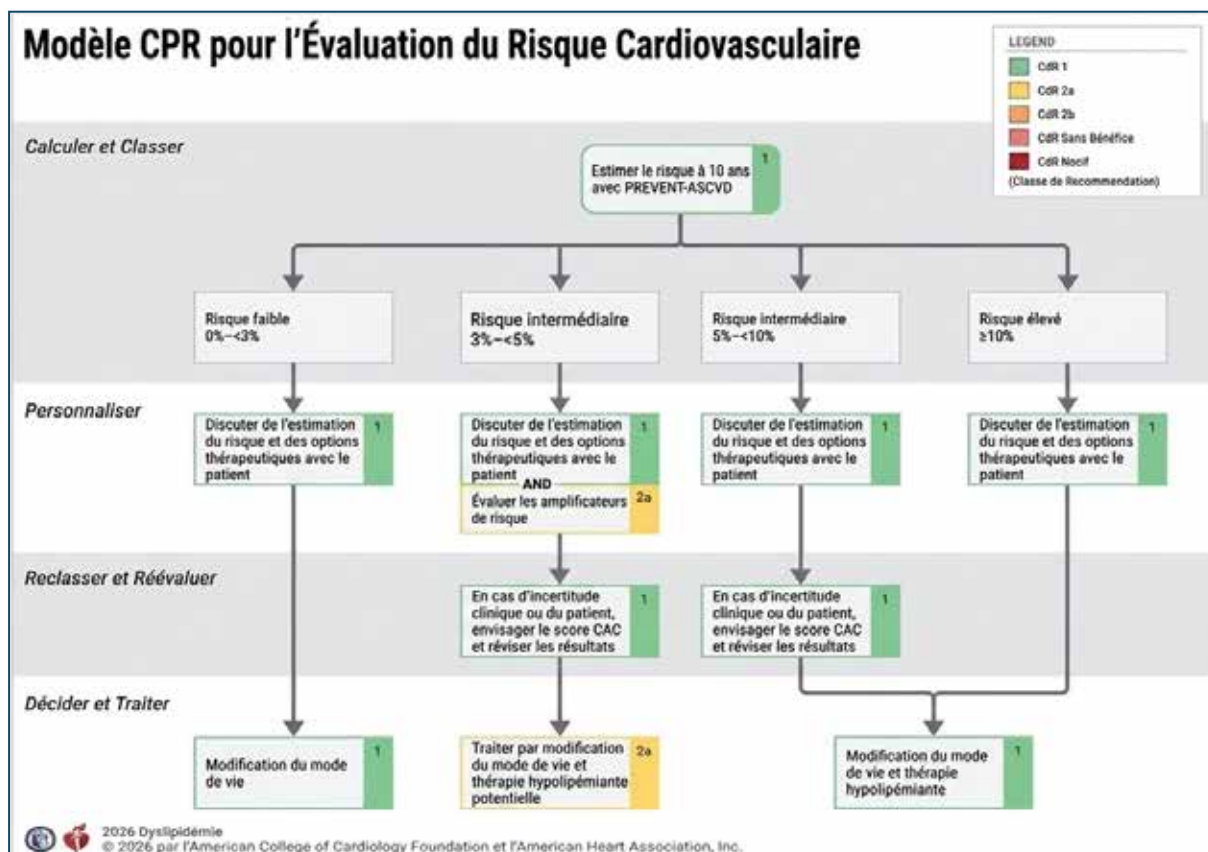 Modèle CPR pour l'Évaluation du Risque Cardiovasculaire
LEGEND
CdR 1
CdR 2a
CdR 2b
CdR Sans Bénéfice
CdR Nocif
(Classe de Recommendation)
Calculer et Classer
Estimer le risque à 10 ans
avec PREVENT-ASCVD
1
Risque faible
0%–<3%
Risque intermédiaire
3%–<5%
Risque intermédiaire
5%–<10%
Risque élevé
≥10%
Personnaliser
Discuter de l'estimation
du risque et des options
thérapeutiques avec le
patient
1
Discuter de l'estimation
du risque et des options
thérapeutiques avec le
patient
1
AND
Évaluer les amplificateurs
de risque
2a
Discuter de l'estimation
du risque et des options
thérapeutiques avec le
patient
1
Discuter de l'estimation
du risque et des options
thérapeutiques avec le
patient
1
Reclasser et Réévaluer
En cas d'incertitude
clinique ou du patient,
envisager le score CAC
et réviser les résultats
1
En cas d'incertitude
clinique ou du patient,
envisager le score CAC
et réviser les résultats
1
Décider et Traiter
Modification du mode
de vie
1
Traiter par modification
du mode de vie et
thérapie hypolipémiante
potentielle
2a
Modification du mode
de vie et thérapie
hypolipémiante
1
2026 Dyslipidémie
© 2026 par l'American College of Cardiology Foundation et l'American Heart Association, Inc.